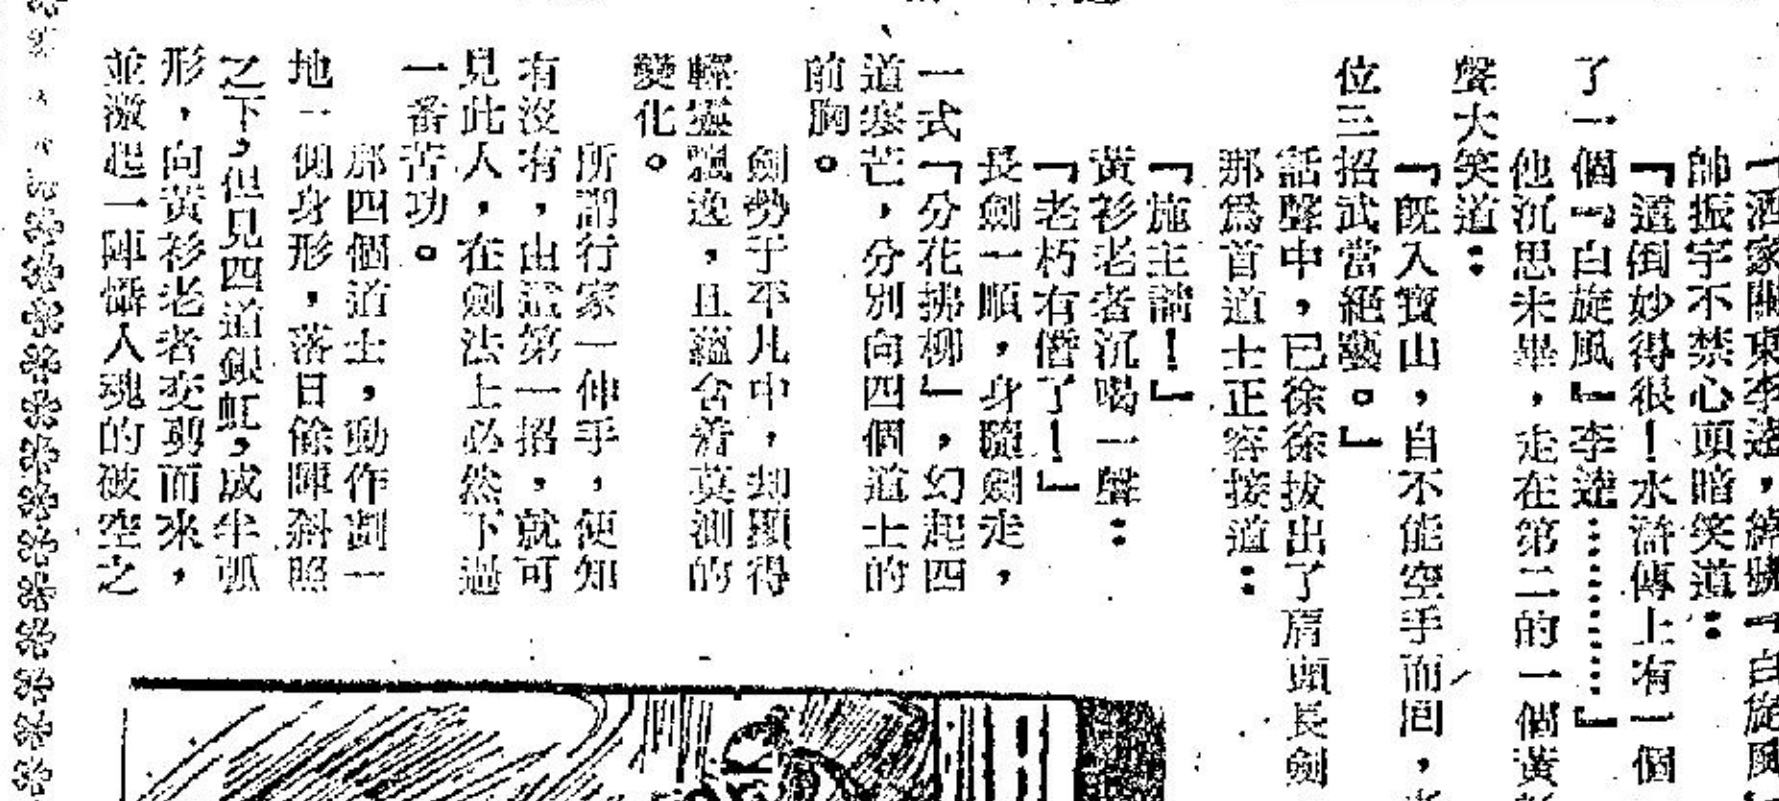 『洒家關東李逵，綽號『白旋風
帥振宇不禁心頭暗笑道：
『這倒妙得很！水滸傳上有一個
了一個『白旋風』李逵…………』
他沉思未畢，走在第二的一個黃
聲大笑道：
『既入寶山，自不能空手而囘，
位三招武當絕藝。』
話聲中，已徐徐拔出了肩頭長劍
那爲首道士正容接道：
『施主請！』
黃衫老者沉喝一聲：
『老朽有僭了！』
長劍一順，身隨劍走，
一式『分花拂柳』，幻起四
道寒芒，分別向四個道士的
前胸。
劍勢于平凡中，却顯得
輕靈飄逸，且蘊含着莫測的
變化。
所謂行家一伸手，便知
有沒有，由這第一招，就可
見此人，在劍法上必然下過
一番苦功。
那四個道士，動作劃一
地一側身形，落日餘暉斜照
之下，但見四道銀虹，成半弧
形，向黃衫老者交剪而來，
並激起一陣懾人魂的破空之